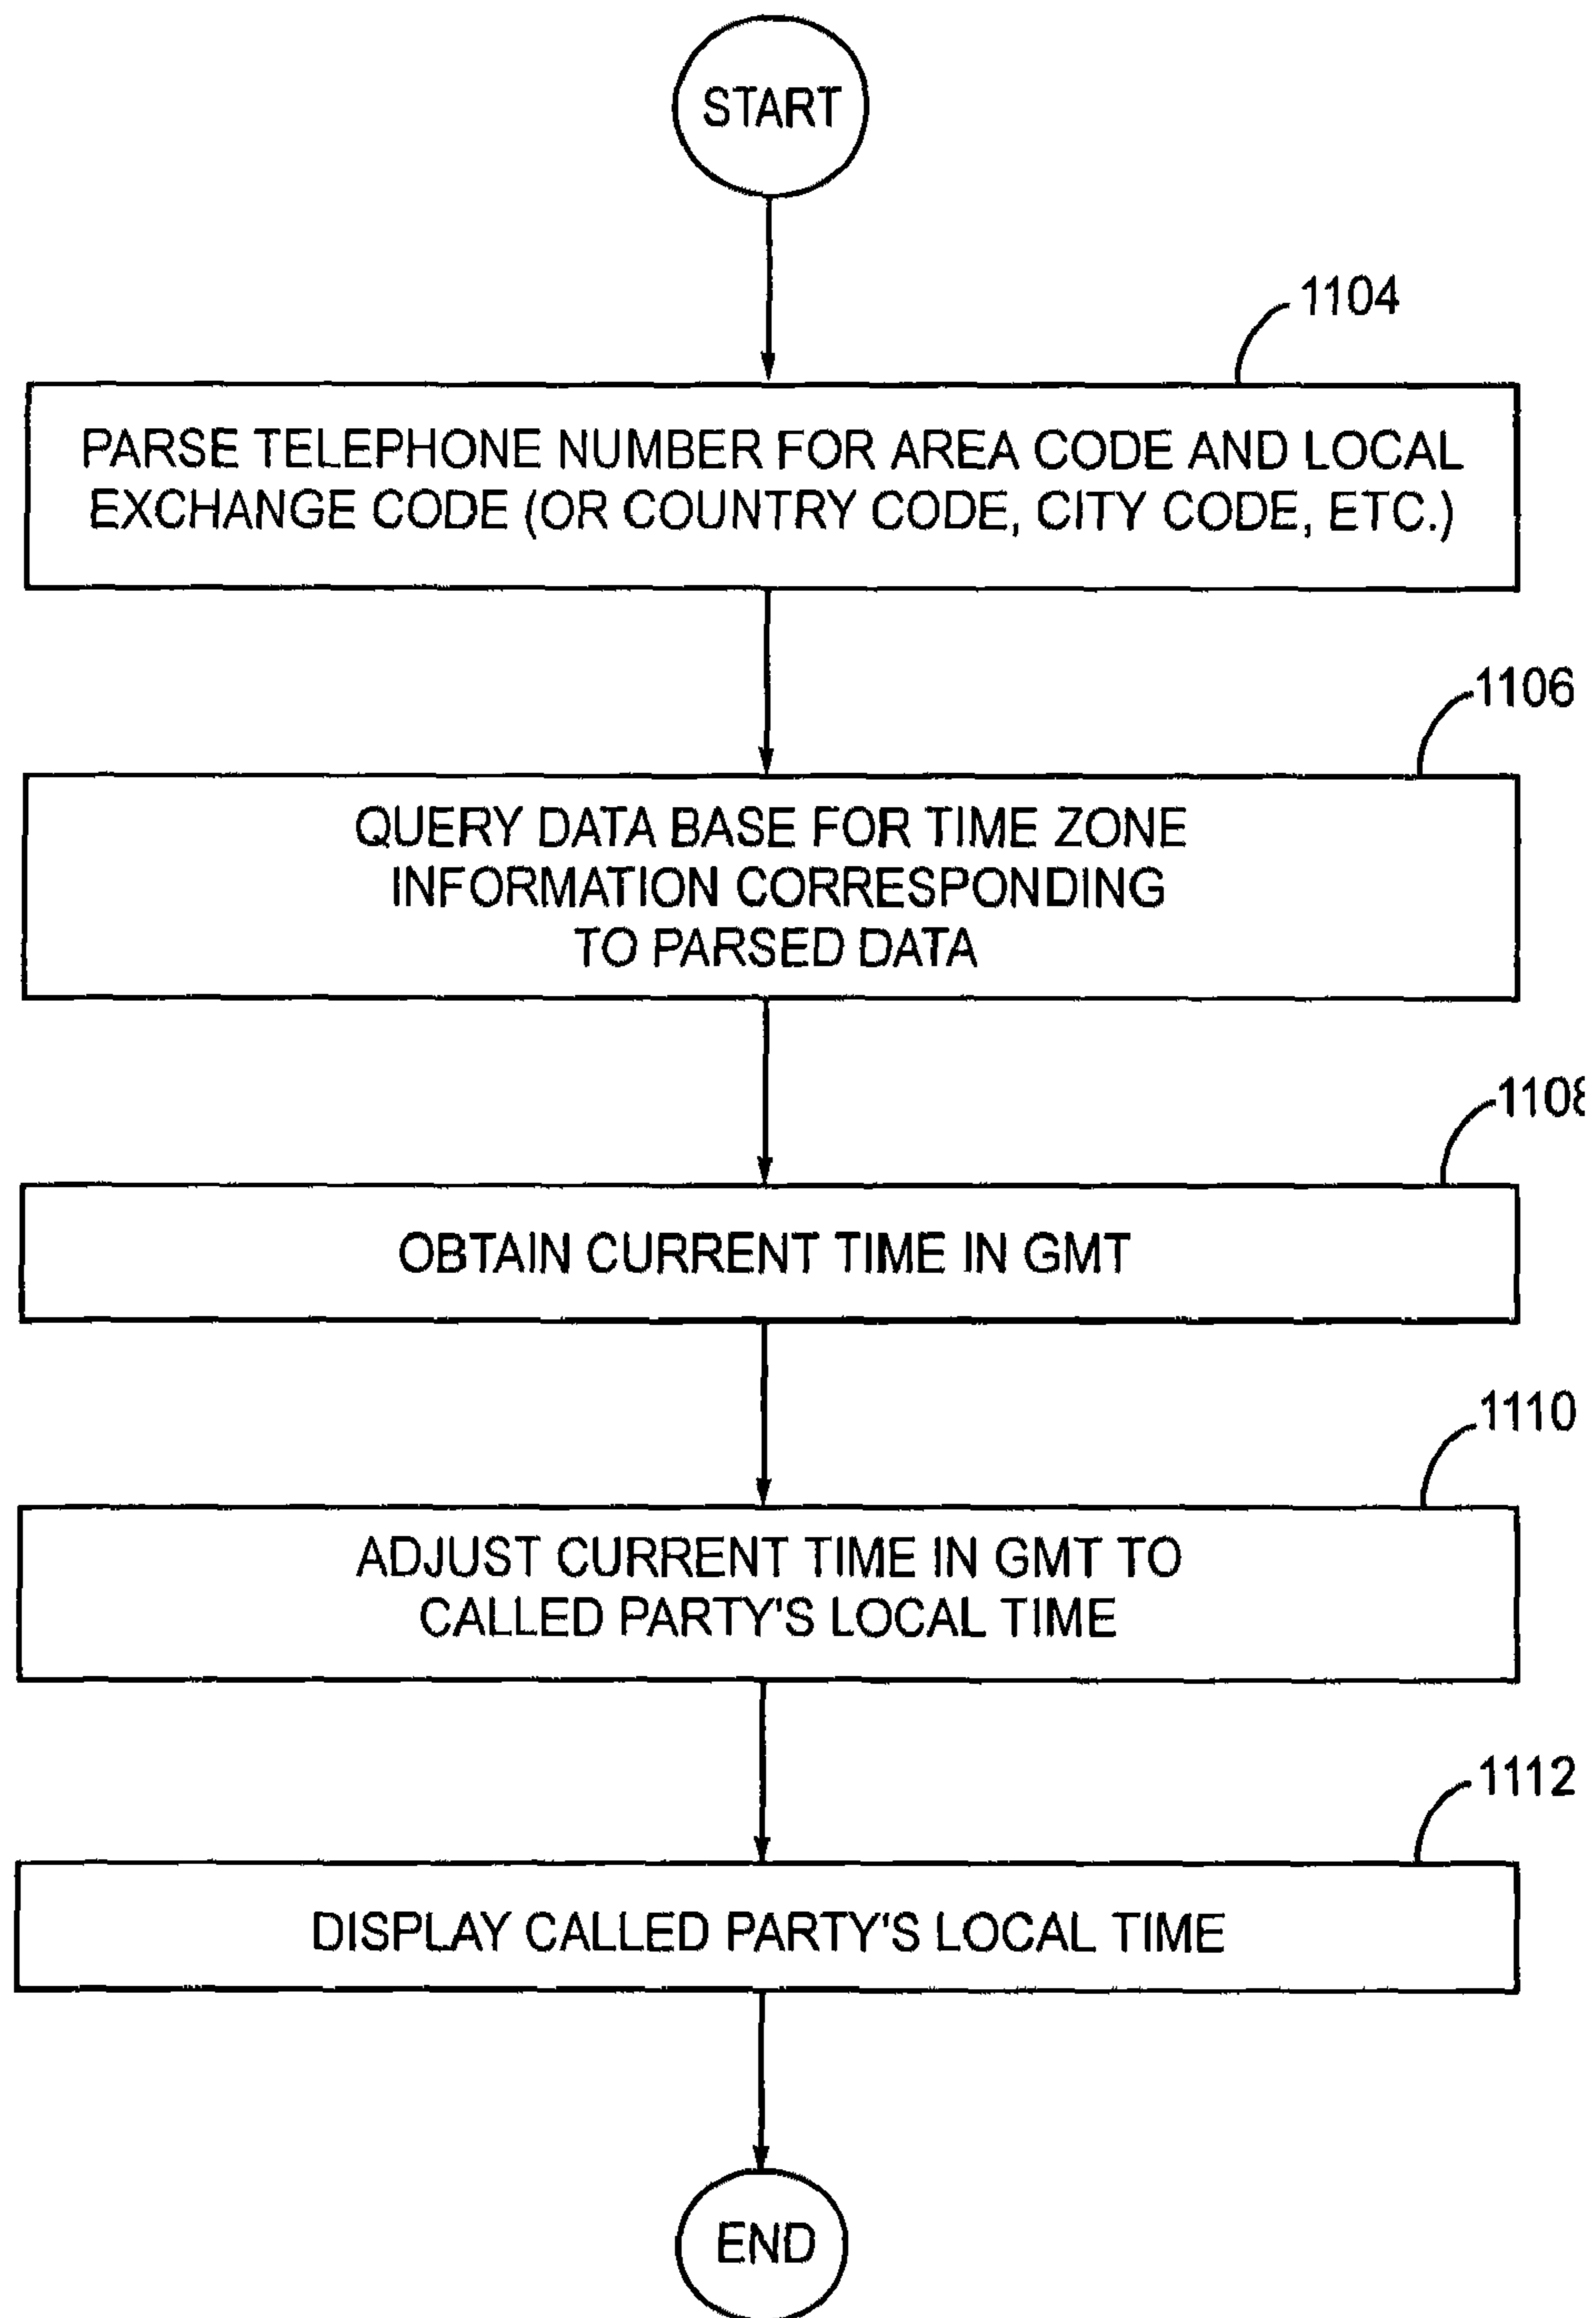 START
1104
PARSE TELEPHONE NUMBER FOR AREA CODE AND LOCAL
EXCHANGE CODE (OR COUNTRY CODE, CITY CODE, ETC.)
1106
QUERY DATA BASE FOR TIME ZONE
INFORMATION CORRESPONDING
TO PARSED DATA
1108
OBTAIN CURRENT TIME IN GMT
1110
ADJUST CURRENT TIME IN GMT TO
CALLED PARTY'S LOCAL TIME
1112
DISPLAY CALLED PARTY'S LOCAL TIME
END